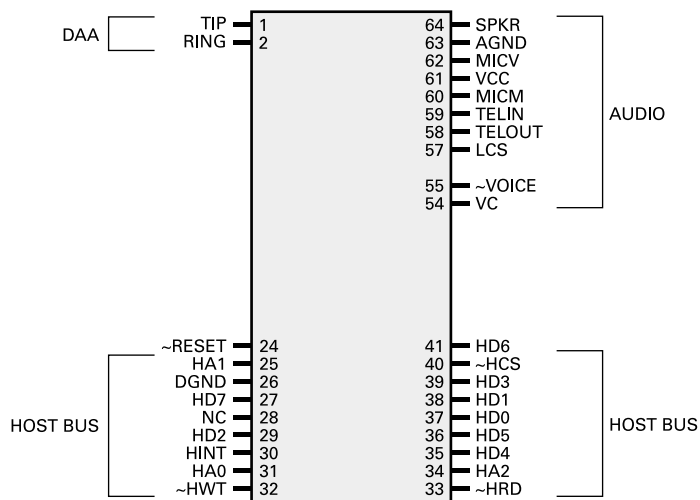 DAA
TIP 1
RING 2
64 SPKR
63 AGND
62 MICV
61 VCC
60 MICM
59 TELIN
58 TELOUT
57 LCS
55 ~VOICE
54 VC
AUDIO
~RESET 24
HA1 25
DGND 26
HD7 27
NC 28
HD2 29
HINT 30
HA0 31
~HWT 32
HOST BUS
41 HD6
40 ~HCS
39 HD3
38 HD1
37 HD0
36 HD5
35 HD4
34 HA2
33 ~HRD
HOST BUS